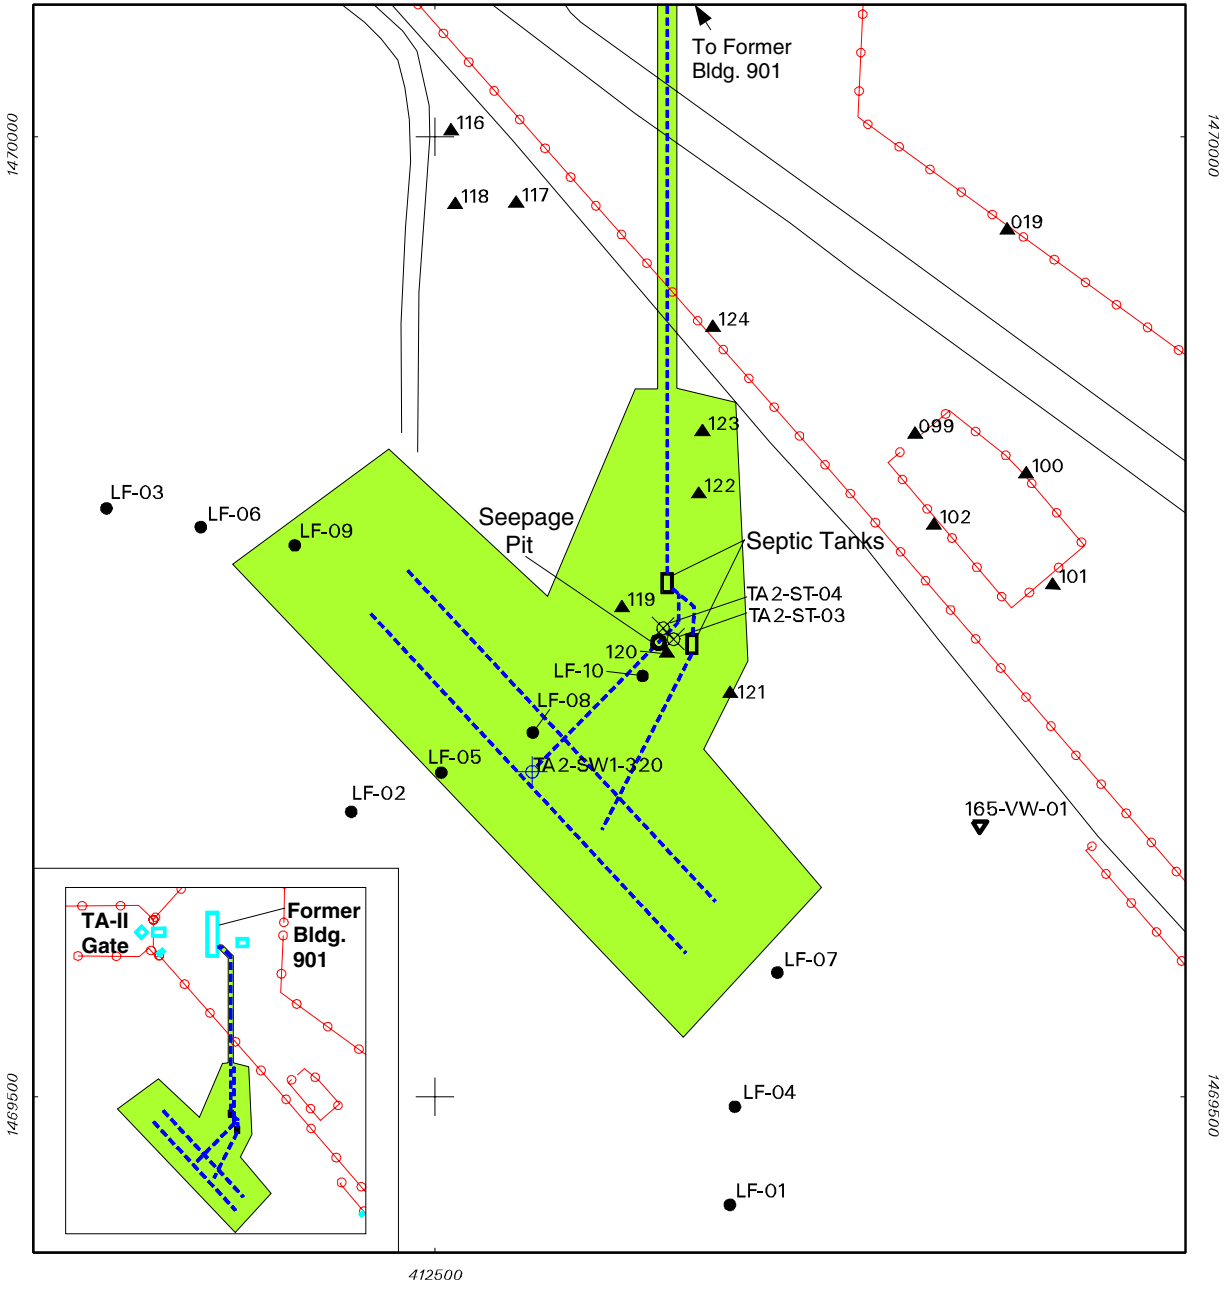 To Former
Bldg. 901
1470000
1470000
116
118
117
019
124
123
099
100
122
102
LF-03
LF-06
LF-09
Seepage
Pit
Septic Tanks
101
119
TA2-ST-04
TA2-ST-03
120
LF-10
121
LF-08
LF-05
TA2-SW1-320
LF-02
165-VW-01
TA-II
Gate
Former
Bldg.
901
LF-07
1469500
1469500
LF-04
LF-01
412500